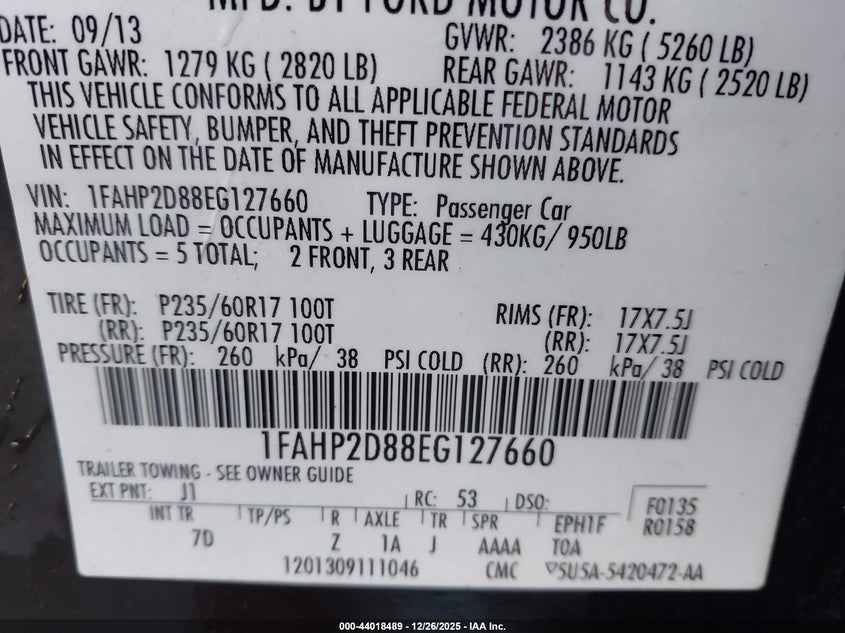 MFD. BY FORD MOTOR CO.
DATE: 09/13 GVWR: 2386 KG ( 5260 LB)
FRONT GAWR: 1279 KG ( 2820 LB) REAR GAWR: 1143 KG ( 2520 LB)
THIS VEHICLE CONFORMS TO ALL APPLICABLE FEDERAL MOTOR
VEHICLE SAFETY, BUMPER, AND THEFT PREVENTION STANDARDS
IN EFFECT ON THE DATE OF MANUFACTURE SHOWN ABOVE.
VIN: 1FAHP2D88EG127660 TYPE: Passenger Car
MAXIMUM LOAD = OCCUPANTS + LUGGAGE = 430KG/ 950LB
OCCUPANTS = 5 TOTAL; 2 FRONT, 3 REAR
TIRE (FR): P235/60R17 100T RIMS (FR): 17X7.5J
(RR): P235/60R17 100T (RR): 17X7.5J
PRESSURE (FR): 260 kPa/ 38 PSI COLD (RR): 260 kPa/ 38 PSI COLD
1FAHP2D88EG127660
TRAILER TOWING - SEE OWNER GUIDE
EXT PNT: J1 RC: 53 DSO: F0135
INT TR TP/PS R AXLE TR SPR EPH1F R0158
7D Z 1A J AAAA TOA
1201309111046 CMC ▽5U5A-5420472-AA
000-44018489 - 12/26/2025 - IAA Inc.